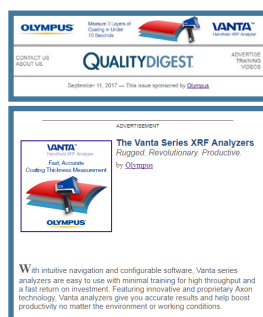 OLYMPUS
Measure 3 Layers of
Coating in Under
10 Seconds
VANTA™
Handheld XRF Analyzer
CONTACT US
ABOUT US
QUALITYDIGEST
ADVERTISE
TRAINING
VIDEOS
September 11, 2017 — This issue sponsored by Olympus
ADVERTISEMENT
VANTA™
Handheld XRF Analyzer
Fast, Accurate
Coating Thickness Measurement
OLYMPUS
The Vanta Series XRF Analyzers
Rugged. Revolutionary. Productive.
by Olympus
With intuitive navigation and configurable software, Vanta series
analyzers are easy to use with minimal training for high throughput and
a fast return on investment. Featuring innovative and proprietary Axon
technology, Vanta analyzers give you accurate results and help boost
productivity no matter the environment or working conditions.